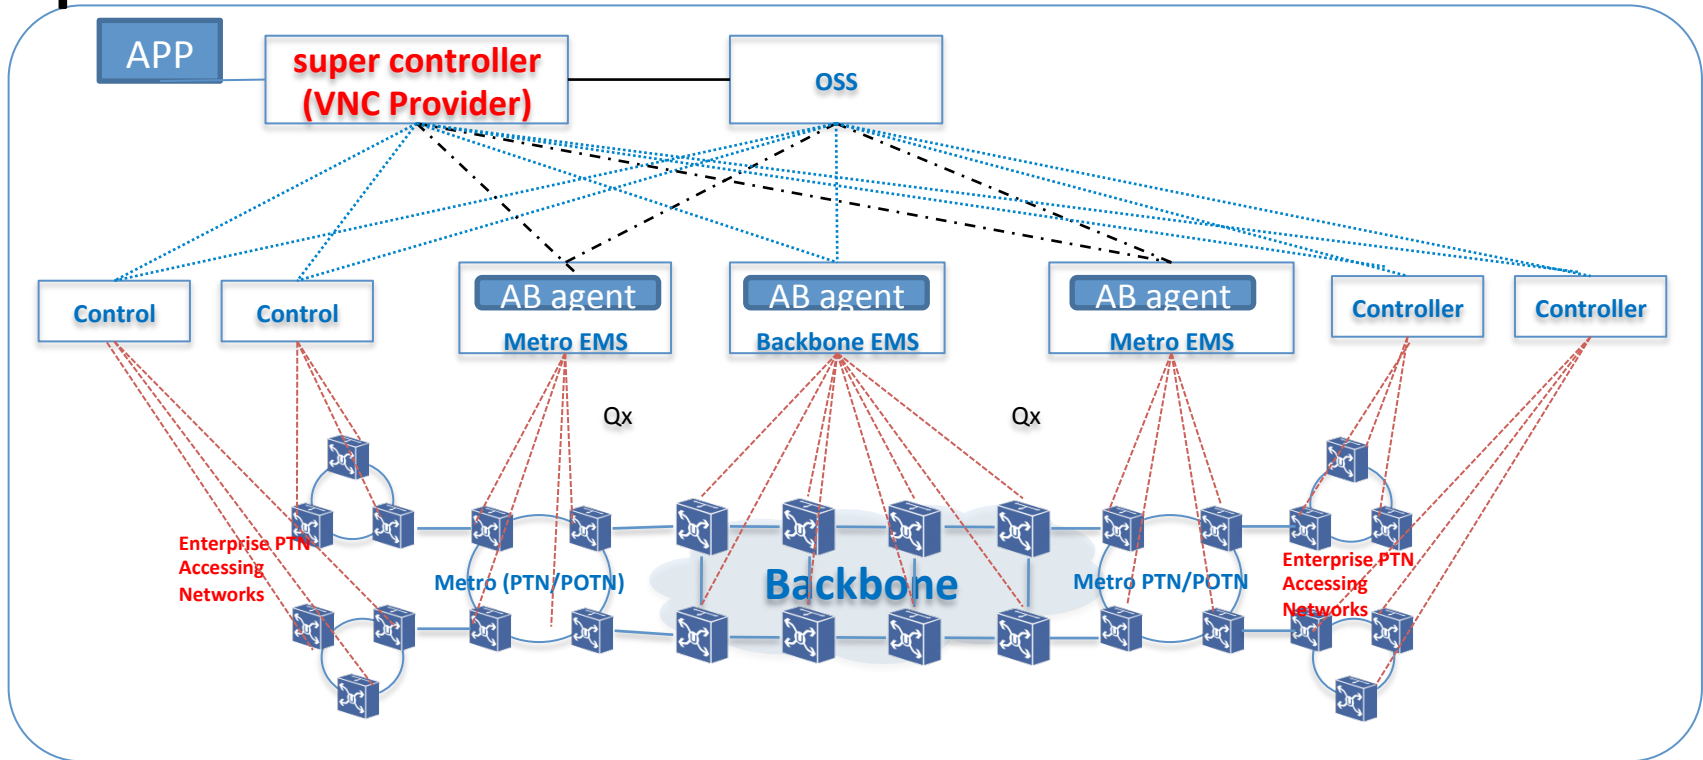 APP
super controller
(VNC Provider)
OSS
Control
Control
AB agent
Metro EMS
AB agent
Backbone EMS
AB agent
Metro EMS
Controller
Controller
Qx
Qx
Enterprise PTN
Accessing
Networks
Metro (PTN/POTN)
Backbone
Metro PTN/POTN
Enterprise PTN
Accessing
Networks